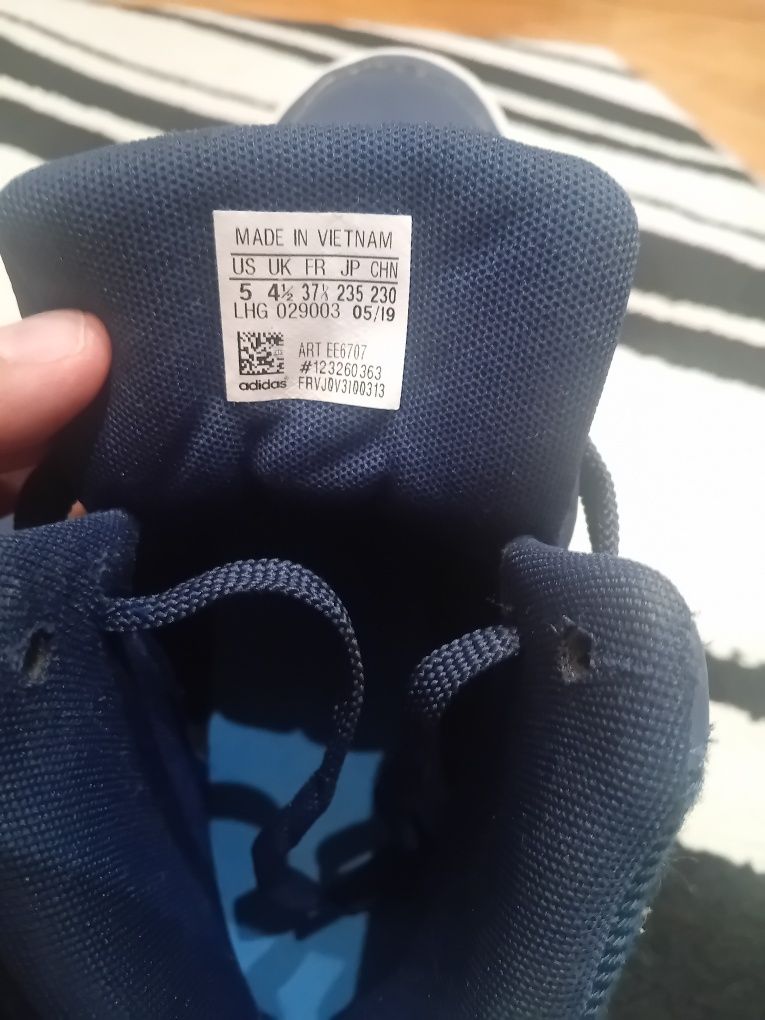 MADE IN VIETNAM
US UK FR JP CHN
5 4½ 37⅓ 235 230
LHG 029003 05/19
ART EE6707
#123260363
adidas FRVJ0V3I00313